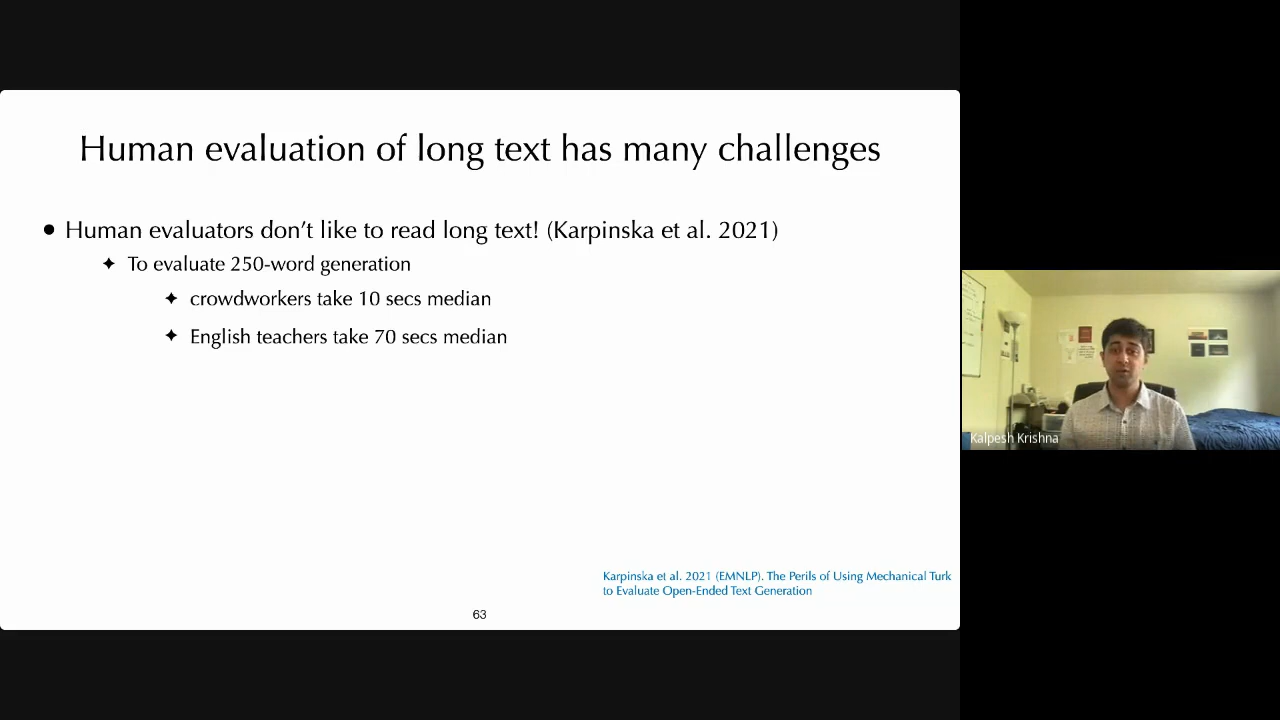 Human evaluation of long text has many challenges
• Human evaluators don't like to read long text! (Karpinska et al. 2021)
✦ To evaluate 250-word generation
✦ crowdworkers take 10 secs median
✦ English teachers take 70 secs median
Karpinska et al. 2021 (EMNLP). The Perils of Using Mechanical Turk
to Evaluate Open-Ended Text Generation
63
Kalpesh Krishna